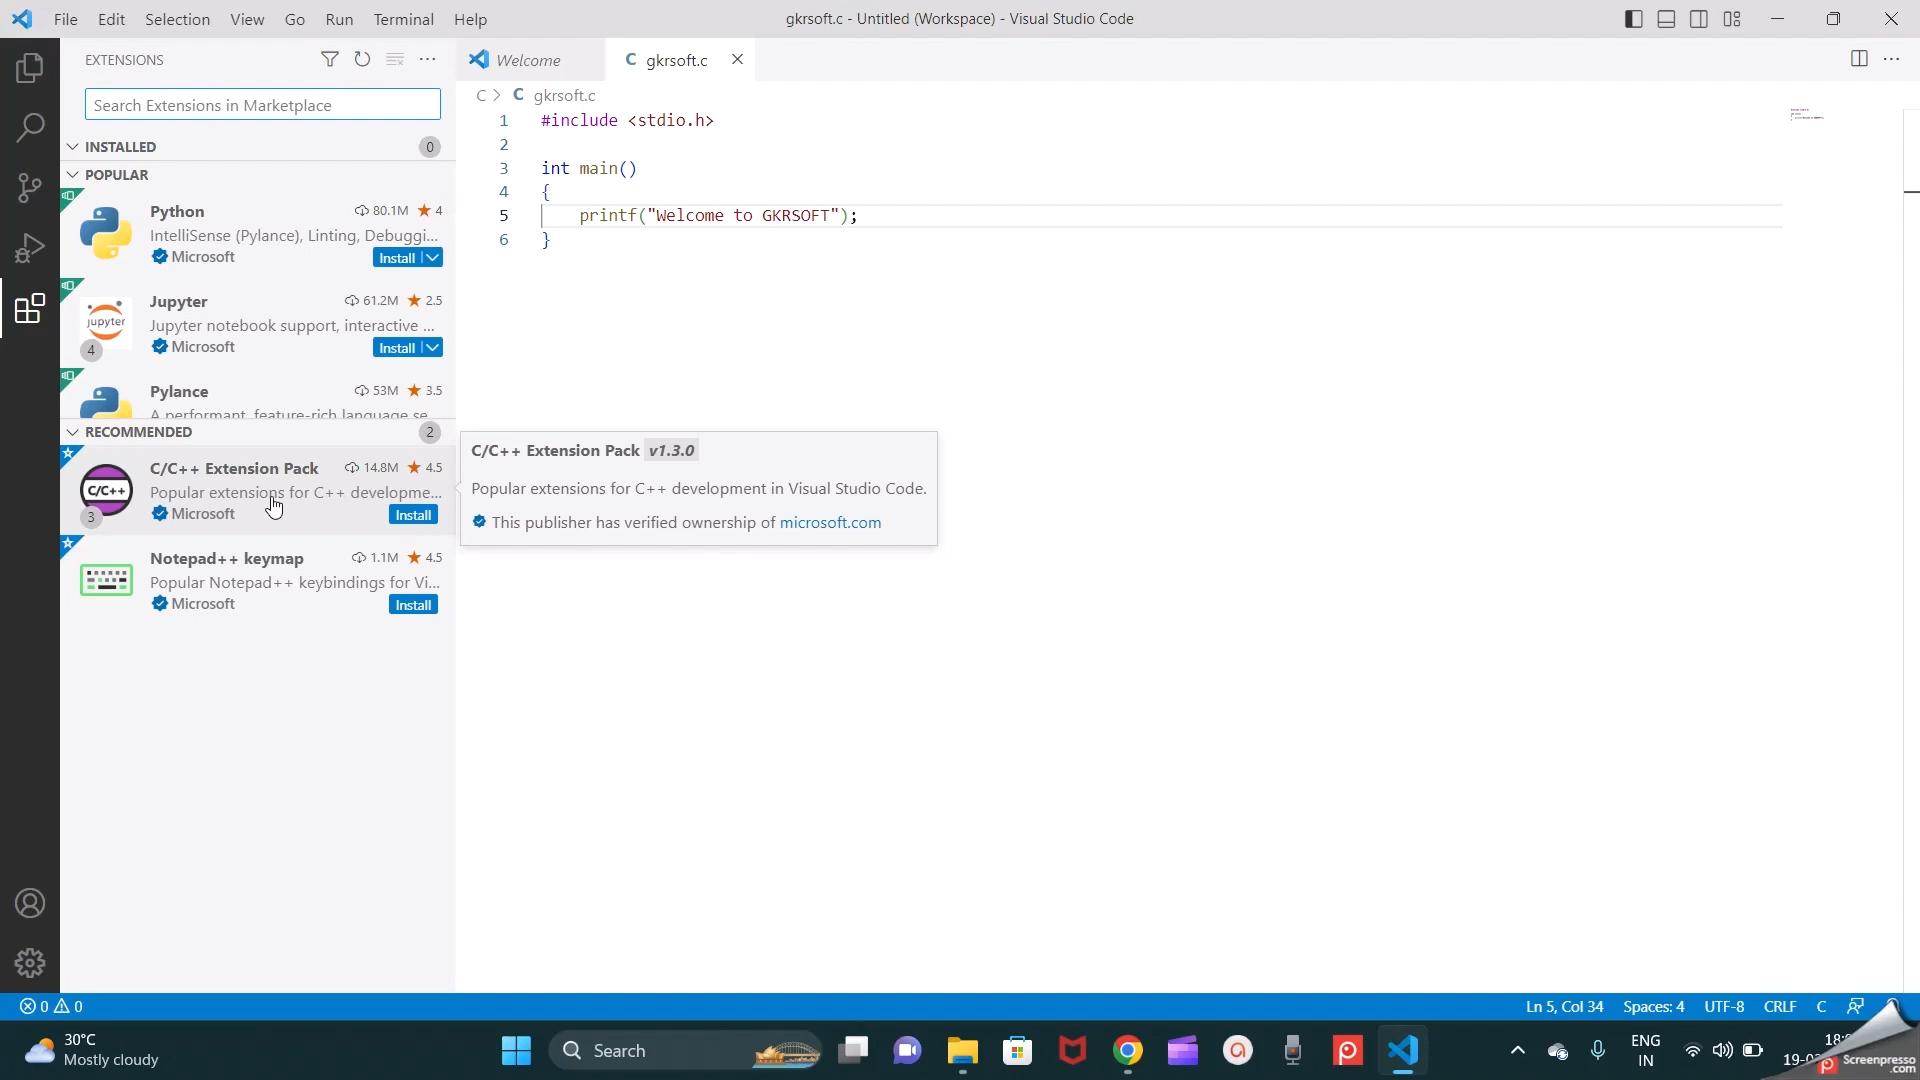 File Edit Selection View Go Run Terminal Help
gkrsoft.c - Untitled (Workspace) - Visual Studio Code
EXTENSIONS
Search Extensions in Marketplace
INSTALLED 0
POPULAR
Python 80.1M ★ 4
IntelliSense (Pylance), Linting, Debuggi...
Microsoft Install
Jupyter 61.2M ★ 2.5
jupyter
Jupyter notebook support, interactive ...
4 Microsoft Install
Pylance 53M ★ 3.5
A performant, feature-rich language se...
RECOMMENDED 2
C/C++ Extension Pack 14.8M ★ 4.5
C/C++
Popular extensions for C++ developme...
3 Microsoft Install
Notepad++ keymap 1.1M ★ 4.5
Popular Notepad++ keybindings for Vi...
Microsoft Install
Welcome
C gkrsoft.c
C > C gkrsoft.c
1 #include <stdio.h>
2
3 int main()
4 {
5 printf("Welcome to GKRSOFT");
6 }
C/C++ Extension Pack v1.3.0
Popular extensions for C++ development in Visual Studio Code.
This publisher has verified ownership of microsoft.com
0 0
Ln 5, Col 34 Spaces: 4 UTF-8 CRLF C
30°C
Mostly cloudy
Search
ENG
IN
Screenpresso
.com